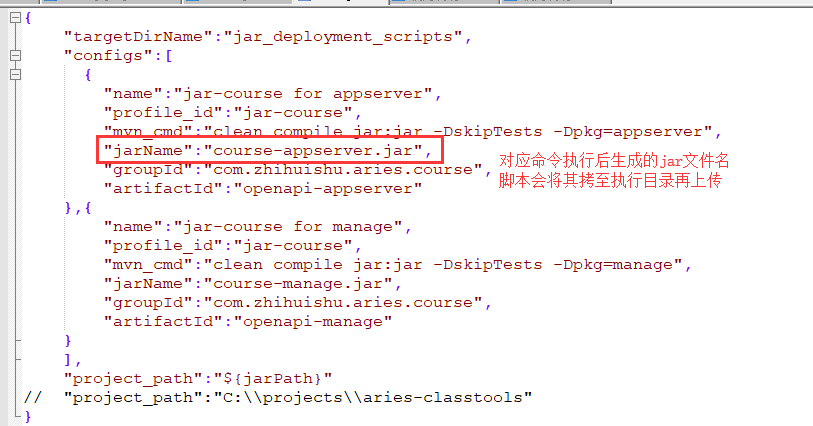 {
"targetDirName":"jar_deployment_scripts",
"configs":[
{
"name":"jar-course for appserver",
"profile_id":"jar-course",
"mvn_cmd":"clean compile jar:jar -DskipTests -Dpkg=appserver",
"jarName":"course-appserver.jar",
对应命令执行后生成的jar文件名
"groupId":"com.zhihuishu.aries.course",
脚本会将其拷至执行目录再上传
"artifactId":"openapi-appserver"
},{
"name":"jar-course for manage",
"profile_id":"jar-course",
"mvn_cmd":"clean compile jar:jar -DskipTests -Dpkg=manage",
"jarName":"course-manage.jar",
"groupId":"com.zhihuishu.aries.course",
"artifactId":"openapi-manage"
}
],
"project_path":"${jarPath}"
// "project_path":"C:\\projects\\aries-classtools"
}